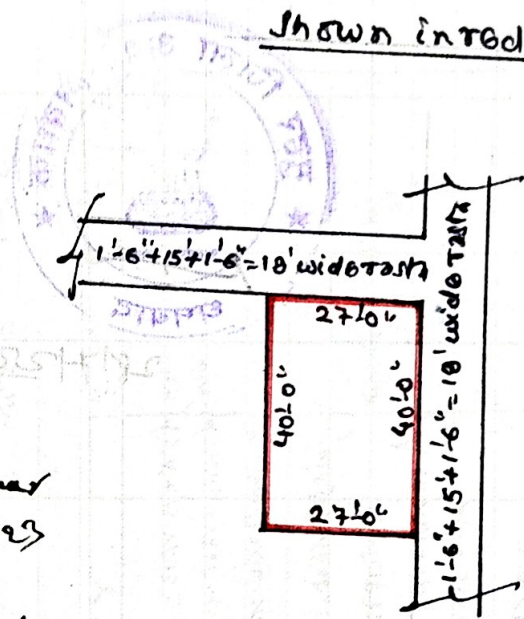 Shown in red
1'-6"+15'+1'-6"=18' wide rasta
27'-0"
40'-0"
40'-0"
27'-0"
1'-6"+15'+1'-6"=18' wide rasta
23